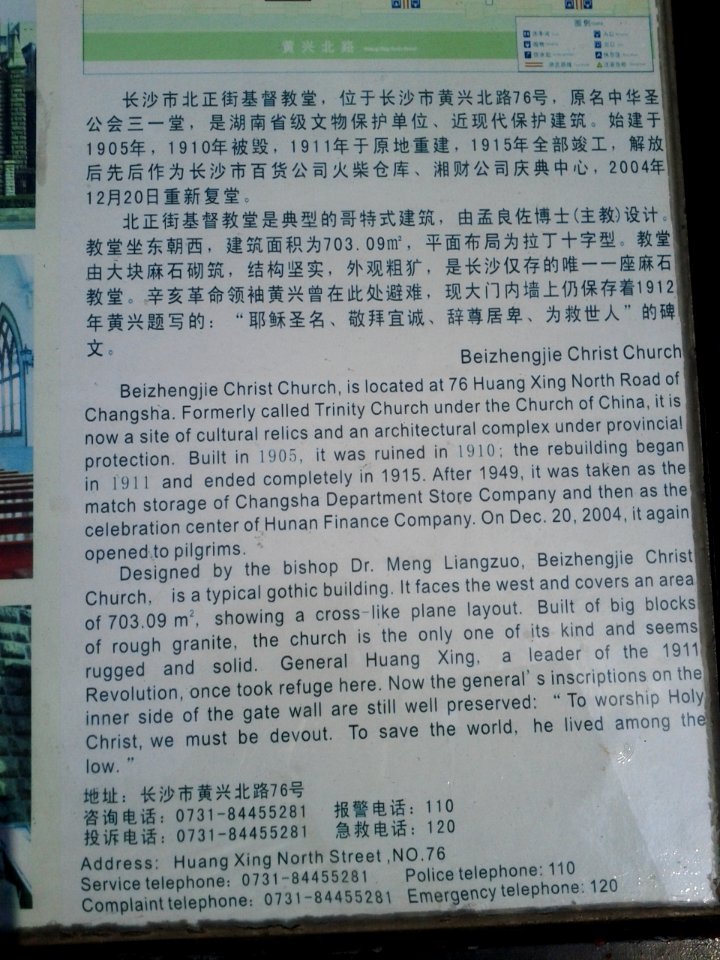 图例
黄兴北路
长沙市北正街基督教堂，位于长沙市黄兴北路76号，原名中华圣
公会三一堂，是湖南省级文物保护单位、近现代保护建筑。始建于
1905年，1910年被毁，1911年于原地重建，1915年全部竣工，解放
后先后作为长沙市百货公司火柴仓库、湘财公司庆典中心，2004年
12月20日重新复堂。
北正街基督教堂是典型的哥特式建筑，由孟良佐博士(主教)设计。
教堂坐东朝西，建筑面积为703.09㎡，平面布局为拉丁十字型。教堂
由大块麻石砌筑，结构坚实，外观粗犷，是长沙仅存的唯一一座麻石
教堂。辛亥革命领袖黄兴曾在此处避难，现大门内墙上仍保存着1912
年黄兴题写的：“耶稣圣名、敬拜宜诚、辞尊居卑、为救世人”的碑
文。
Beizhengjie Christ Church
Beizhengjie Christ Church, is located at 76 Huang Xing North Road of
Changsha. Formerly called Trinity Church under the Church of China, it is
now a site of cultural relics and an architectural complex under provincial
protection. Built in 1905, it was ruined in 1910; the rebuilding began
in 1911 and ended completely in 1915. After 1949, it was taken as the
match storage of Changsha Department Store Company and then as the
celebration center of Hunan Finance Company. On Dec. 20, 2004, it again
opened to pilgrims.
Designed by the bishop Dr. Meng Liangzuo, Beizhengjie Christ
Church, is a typical gothic building. It faces the west and covers an area
of 703.09 m², showing a cross-like plane layout. Built of big blocks
of rough granite, the church is the only one of its kind and seems
rugged and solid. General Huang Xing, a leader of the 1911
Revolution, once took refuge here. Now the general's inscriptions on the
inner side of the gate wall are still well preserved: “To worship Holy
Christ, we must be devout. To save the world, he lived among the
low.”
地址：长沙市黄兴北路76号
咨询电话：0731-84455281 报警电话：110
投诉电话：0731-84455281 急救电话：120
Address: Huang Xing North Street ,NO.76
Service telephone: 0731-84455281 Police telephone: 110
Complaint telephone: 0731-84455281 Emergency telephone: 120